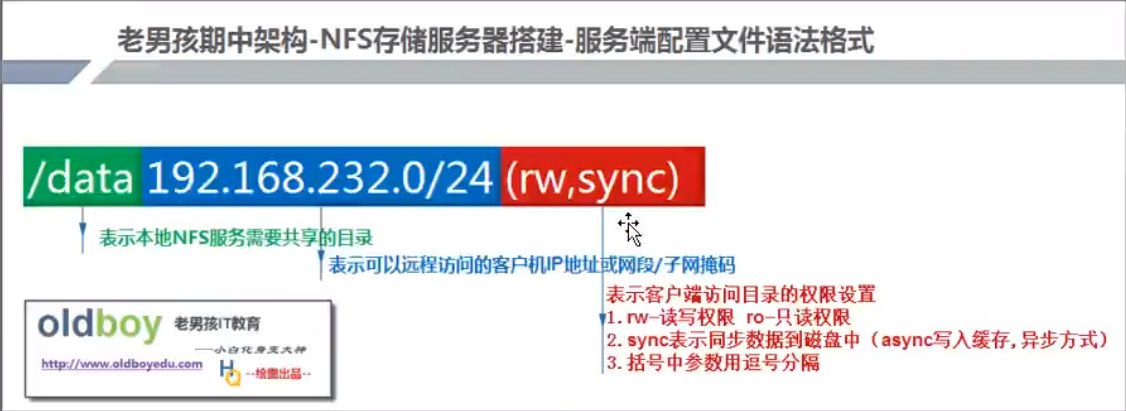 老男孩期中架构-NFS存储服务器搭建-服务端配置文件语法格式
/data 192.168.232.0/24 (rw,sync)
表示本地NFS服务需要共享的目录
表示可以远程访问的客户机IP地址或网段/子网掩码
表示客户端访问目录的权限设置
1.rw-读写权限 ro-只读权限
2.sync表示同步数据到磁盘中（async写入缓存,异步方式）
3.括号中参数用逗号分隔
oldboy 老男孩IT教育
——小白化身变大神
http://www.oldboyedu.com
HQ --绘图出品--